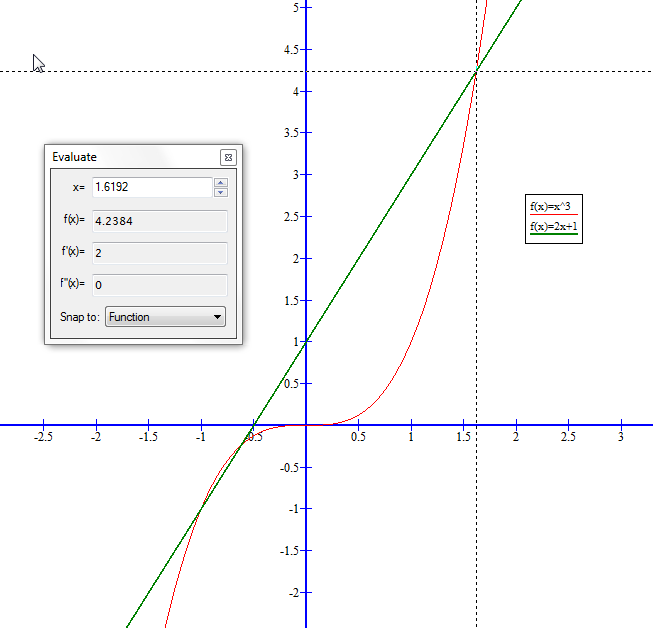 5
4.5
4
3.5
3
2.5
2
1.5
1
0.5
-2.5 -2 -1.5 -1 -0.5 0.5 1 1.5 2 2.5 3
-0.5
-1
-1.5
-2
Evaluate
x= 1.6192
f(x)= 4.2384
f'(x)= 2
f''(x)= 0
Snap to: Function
f(x)=x^3
f(x)=2x+1